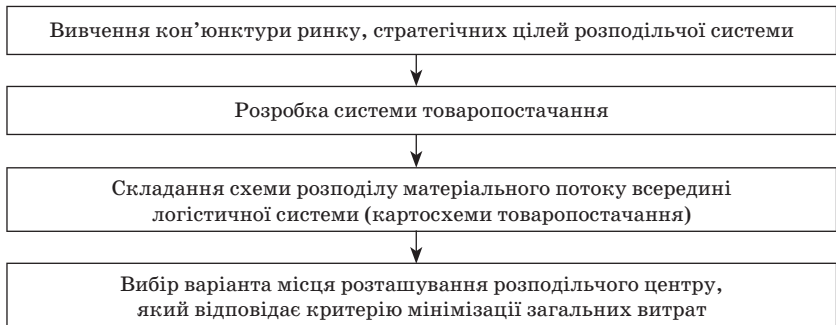 Вивчення кон’юнктури ринку, стратегічних цілей розподільчої системи
Розробка системи товаропостачання
Складання схеми розподілу матеріального потоку всередині
логістичної системи (картосхеми товаропостачання)
Вибір варіанта місця розташування розподільчого центру,
який відповідає критерію мінімізації загальних витрат